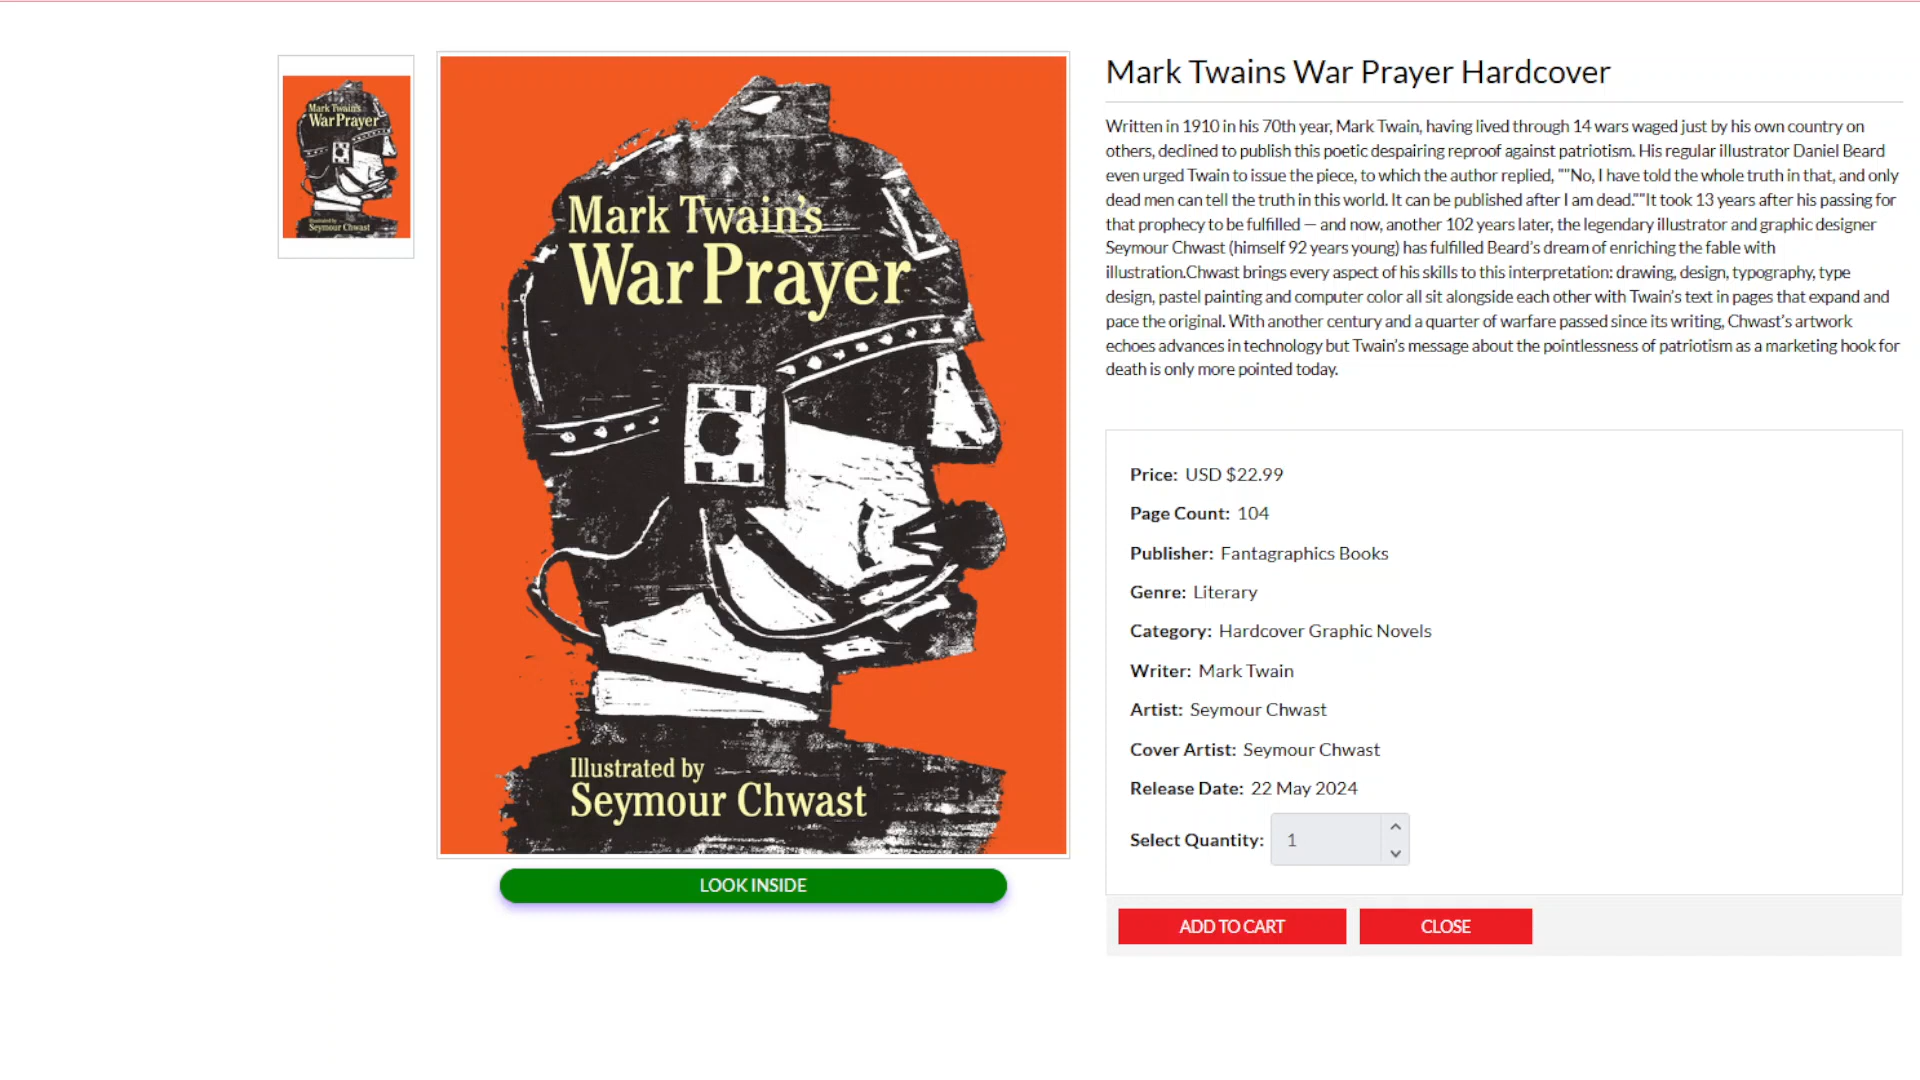 Mark Twain's
War Prayer
Illustrated by
Seymour Chwast
Mark Twain's
War Prayer
Illustrated by
Seymour Chwast
LOOK INSIDE
Mark Twains War Prayer Hardcover
Written in 1910 in his 70th year, Mark Twain, having lived through 14 wars waged just by his own country on
others, declined to publish this poetic despairing reproof against patriotism. His regular illustrator Daniel Beard
even urged Twain to issue the piece, to which the author replied, ""No, I have told the whole truth in that, and only
dead men can tell the truth in this world. It can be published after I am dead.""It took 13 years after his passing for
that prophecy to be fulfilled — and now, another 102 years later, the legendary illustrator and graphic designer
Seymour Chwast (himself 92 years young) has fulfilled Beard's dream of enriching the fable with
illustration.Chwast brings every aspect of his skills to this interpretation: drawing, design, typography, type
design, pastel painting and computer color all sit alongside each other with Twain's text in pages that expand and
pace the original. With another century and a quarter of warfare passed since its writing, Chwast's artwork
echoes advances in technology but Twain's message about the pointlessness of patriotism as a marketing hook for
death is only more pointed today.
Price: USD $22.99
Page Count: 104
Publisher: Fantagraphics Books
Genre: Literary
Category: Hardcover Graphic Novels
Writer: Mark Twain
Artist: Seymour Chwast
Cover Artist: Seymour Chwast
Release Date: 22 May 2024
Select Quantity: 1
ADD TO CART CLOSE